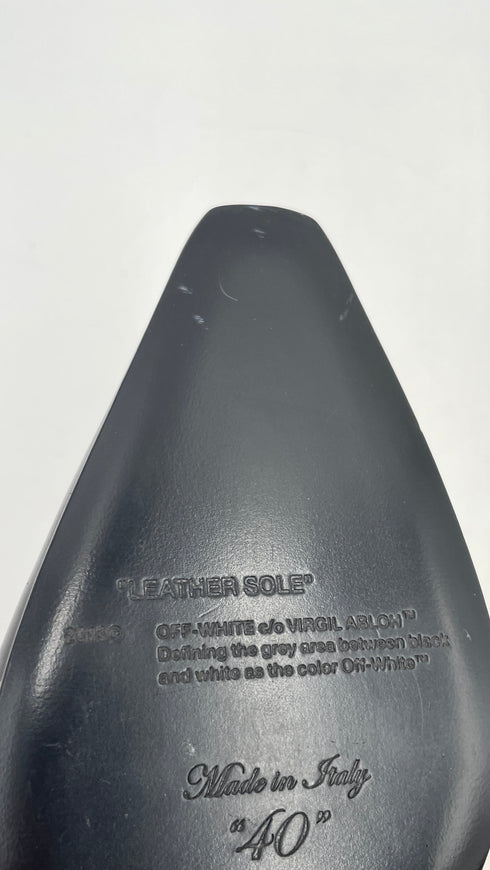 "LEATHER SOLE"
OFF-WHITE c/o VIRGIL ABLOH™
Defining the grey area between black
and white as the color Off-White™
Made in Italy
"40"